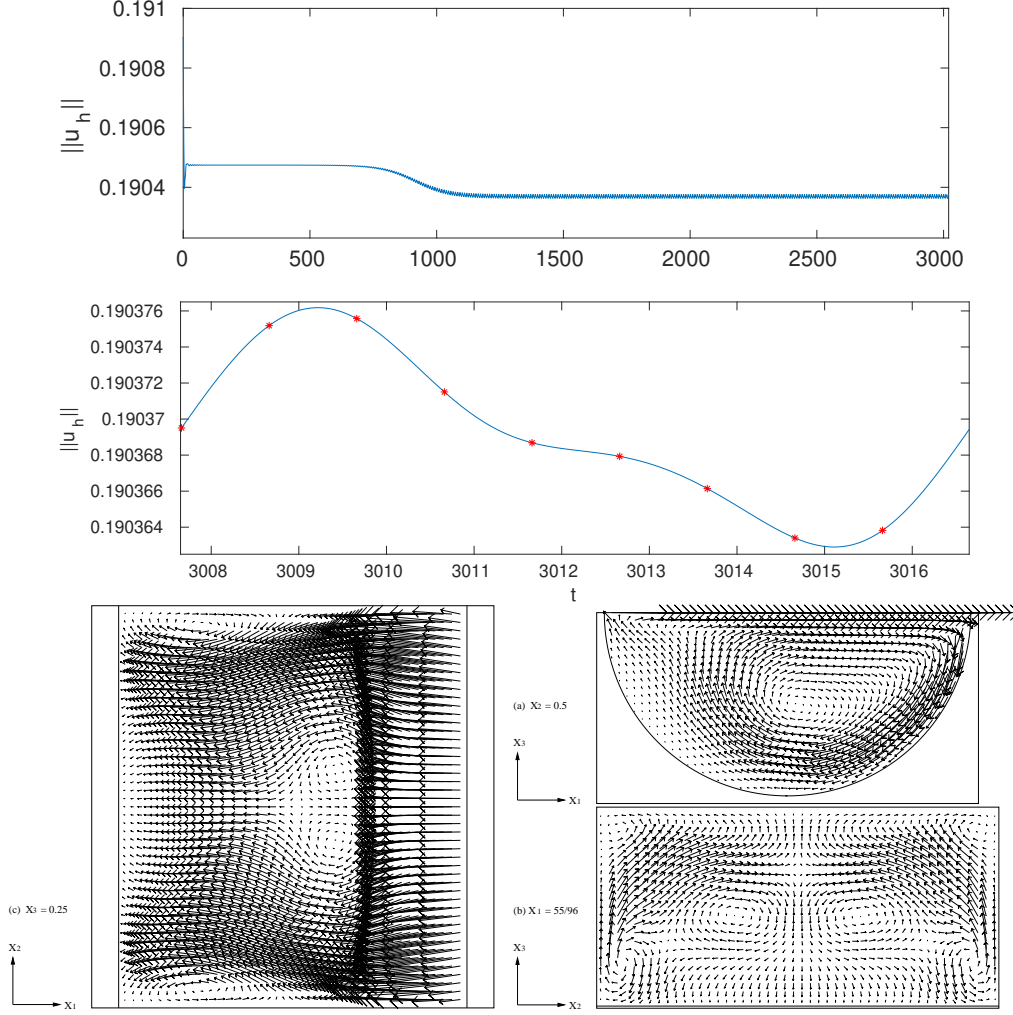 0.191
0.1908
0.1906
0.1904
||u_h||
0 500 1000 1500 2000 2500 3000
0.190376
0.190374
0.190372
0.19037
0.190368
0.190366
0.190364
||u_h||
3008 3009 3010 3011 3012 3013 3014 3015 3016
t
(a) X2 = 0.5
X3
X1
(c) X3 = 0.25
X2
X1
(b) X1 = 55/96
X3
X2